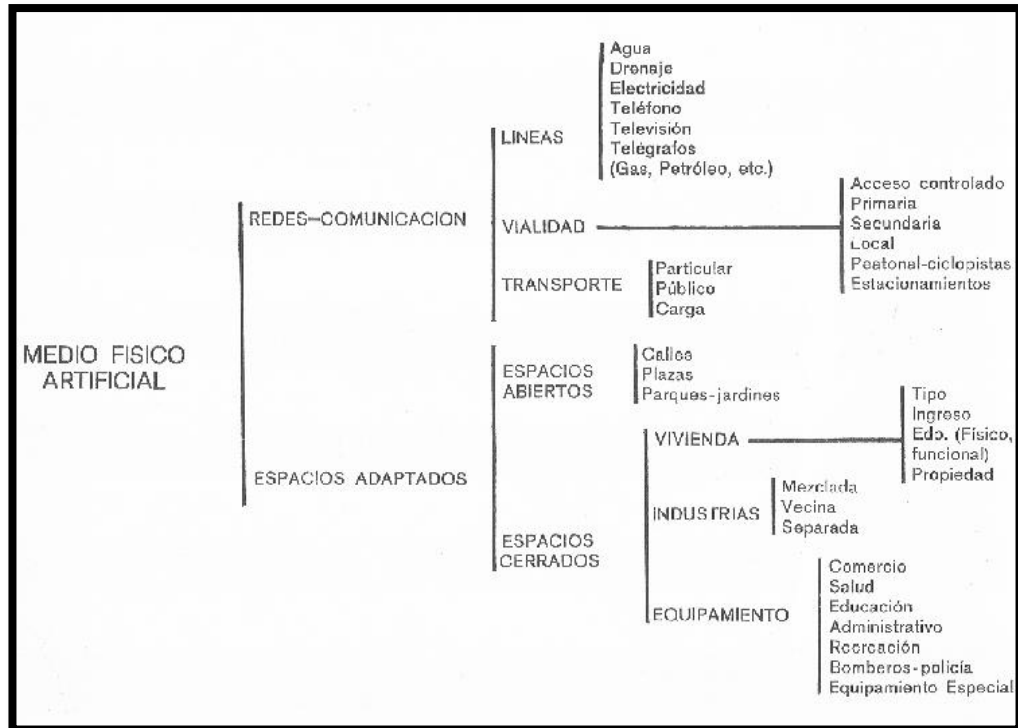 MEDIO FISICO
ARTIFICIAL
REDES-COMUNICACION
LINEAS
Agua
Drenaje
Electricidad
Teléfono
Televisión
Telégrafos
(Gas, Petróleo, etc.)
VIALIDAD
Acceso controlado
Primaria
Secundaria
Local
Peatonal-ciclopistas
Estacionamientos
TRANSPORTE
Particular
Público
Carga
ESPACIOS ADAPTADOS
ESPACIOS
ABIERTOS
Calles
Plazas
Parques-jardines
ESPACIOS
CERRADOS
VIVIENDA
Tipo
Ingreso
Edo. (Físico,
funcional)
Propiedad
INDUSTRIAS
Mezclada
Vecina
Separada
EQUIPAMIENTO
Comercio
Salud
Educación
Administrativo
Recreación
Bomberos-policía
Equipamiento Especial